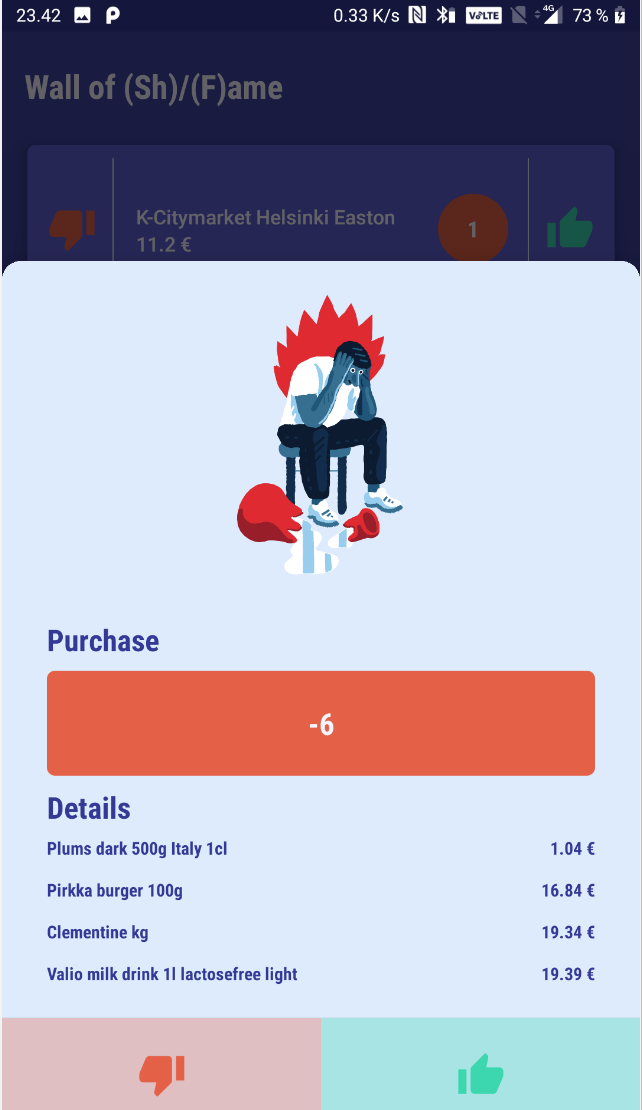 23.42 0.33 K/s VoLTE 4G 73 %
Wall of (Sh)/(F)ame
K-Citymarket Helsinki Easton
11.2 €
1
Purchase
-6
Details
Plums dark 500g Italy 1cl 1.04 €
Pirkka burger 100g 16.84 €
Clementine kg 19.34 €
Valio milk drink 1l lactosefree light 19.39 €